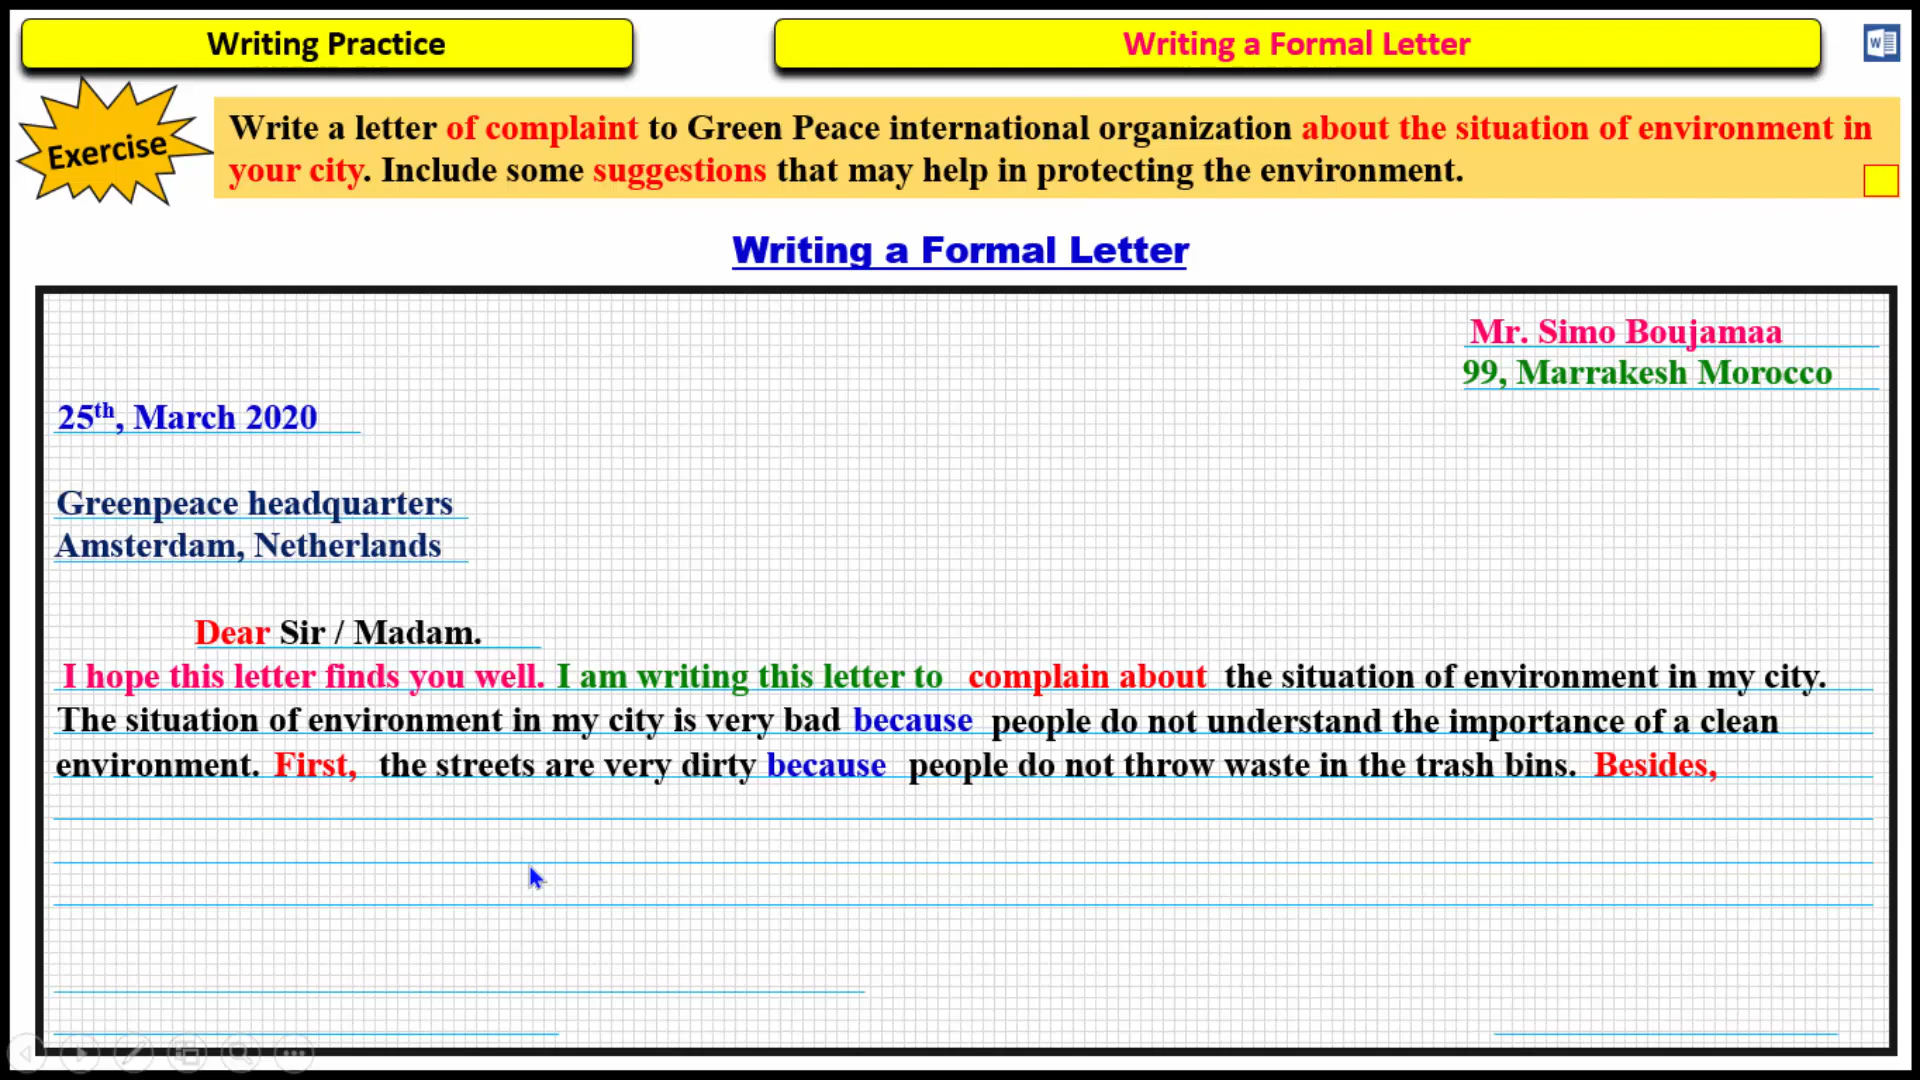 Writing Practice
Writing a Formal Letter
W
Exercise
Write a letter of complaint to Green Peace international organization about the situation of environment in
your city. Include some suggestions that may help in protecting the environment.
Writing a Formal Letter
Mr. Simo Boujamaa
99, Marrakesh Morocco
25th, March 2020
Greenpeace headquarters
Amsterdam, Netherlands
Dear Sir / Madam.
I hope this letter finds you well. I am writing this letter to complain about the situation of environment in my city.
The situation of environment in my city is very bad because people do not understand the importance of a clean
environment. First, the streets are very dirty because people do not throw waste in the trash bins. Besides,